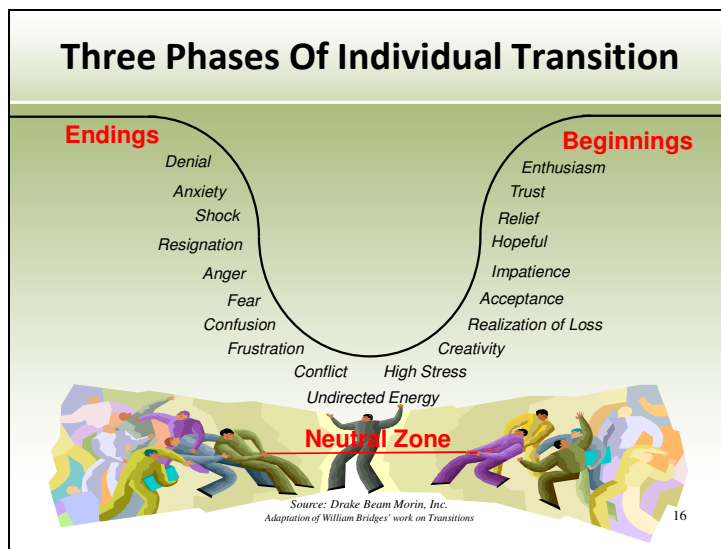 Three Phases Of Individual Transition
Endings
Denial
Anxiety
Shock
Resignation
Anger
Fear
Confusion
Frustration
Conflict
Undirected Energy
High Stress
Creativity
Realization of Loss
Acceptance
Impatience
Hopeful
Relief
Trust
Enthusiasm
Beginnings
Neutral Zone
Source: Drake Beam Morin, Inc.
Adaptation of William Bridges' work on Transitions
16